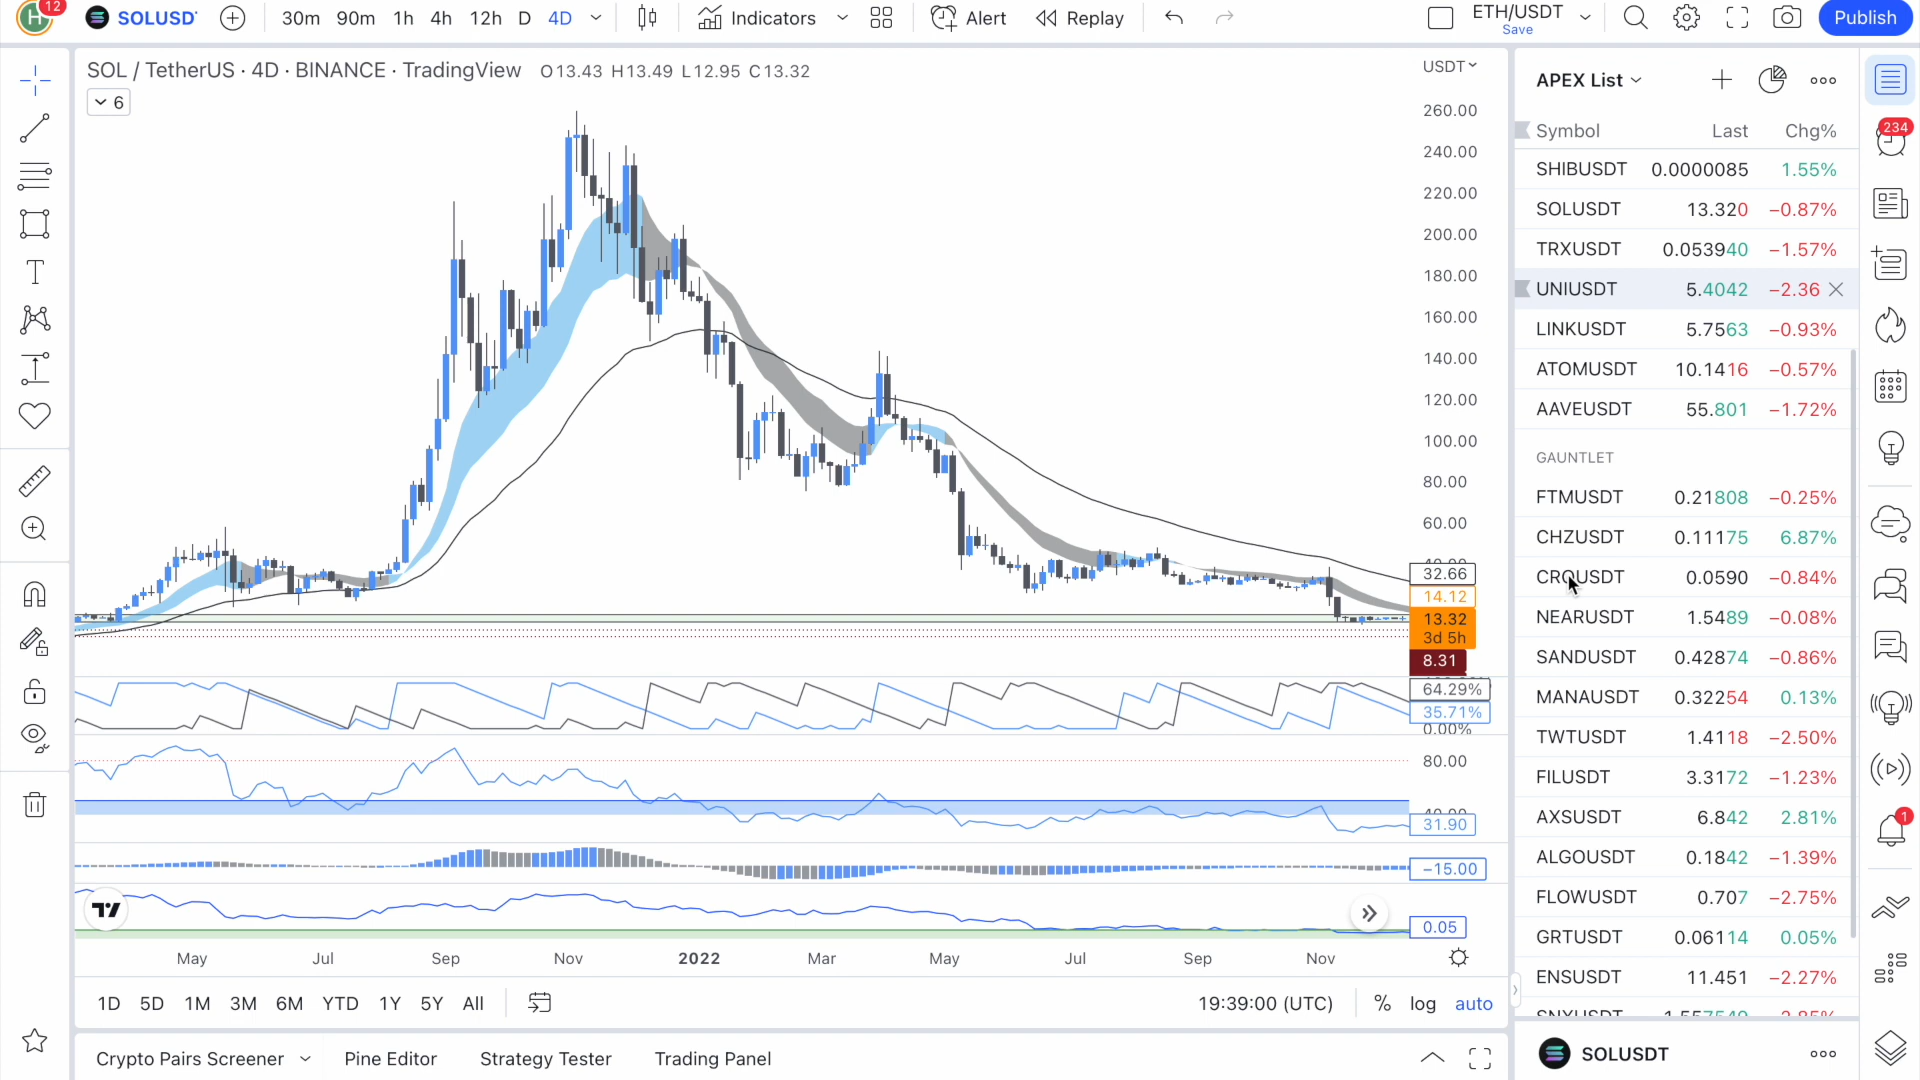 H 12 SOLUSD 30m 90m 1h 4h 12h D 4D Indicators Alert Replay ETH/USDT Save Publish
SOL / TetherUS · 4D · BINANCE · TradingView O13.43 H13.49 L12.95 C13.32 USDT
6
260.00
240.00
220.00
200.00
180.00
160.00
140.00
120.00
100.00
80.00
60.00
32.66
14.12
13.32
3d 5h
8.31
64.29%
35.71%
0.00%
80.00
31.90
−15.00
0.05
May Jul Sep Nov 2022 Mar May Jul Sep Nov
1D 5D 1M 3M 6M YTD 1Y 5Y All 19:39:00 (UTC) % log auto
Crypto Pairs Screener Pine Editor Strategy Tester Trading Panel
APEX List
Symbol Last Chg%
SHIBUSDT 0.0000085 1.55%
SOLUSDT 13.320 −0.87%
TRXUSDT 0.053940 −1.57%
UNIUSDT 5.4042 −2.36
LINKUSDT 5.7563 −0.93%
ATOMUSDT 10.1416 −0.57%
AAVEUSDT 55.801 −1.72%
GAUNTLET
FTMUSDT 0.21808 −0.25%
CHZUSDT 0.11175 6.87%
CROUSDT 0.0590 −0.84%
NEARUSDT 1.5489 −0.08%
SANDUSDT 0.42874 −0.86%
MANAUSDT 0.32254 0.13%
TWTUSDT 1.4118 −2.50%
FILUSDT 3.3172 −1.23%
AXSUSDT 6.842 2.81%
ALGOUSDT 0.1842 −1.39%
FLOWUSDT 0.707 −2.75%
GRTUSDT 0.06114 0.05%
ENSUSDT 11.451 −2.27%
SOLUSDT
234
1